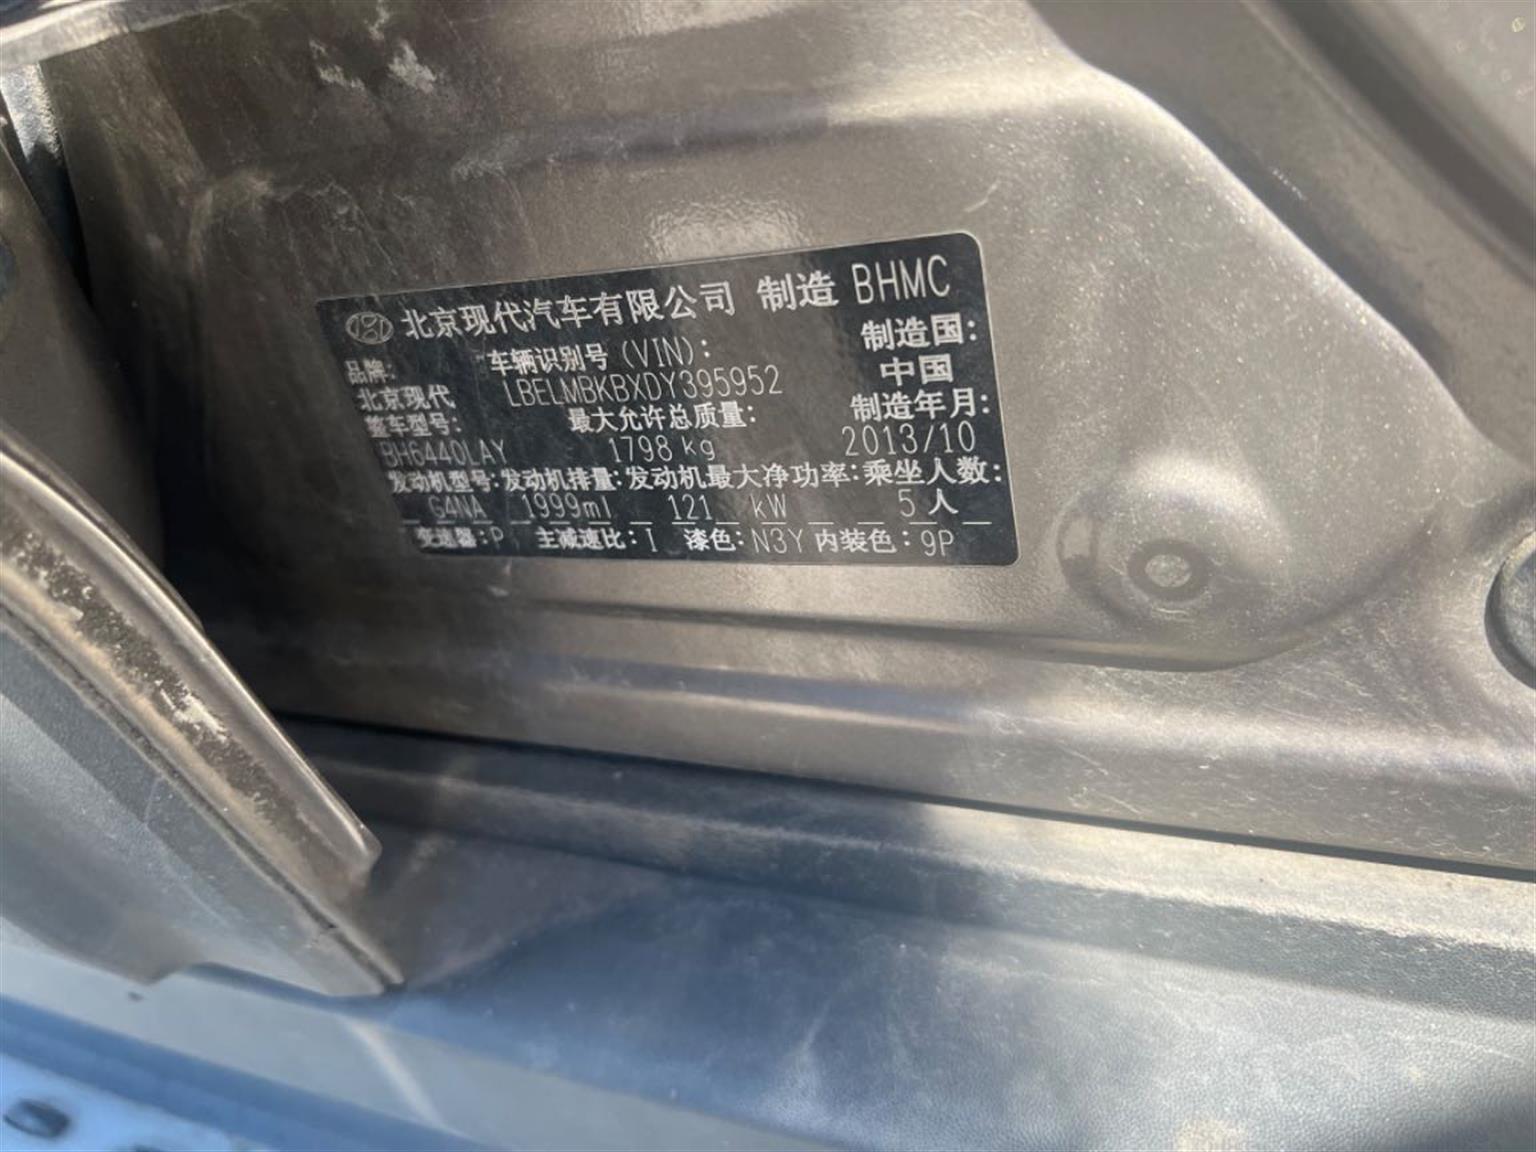 北京现代汽车有限公司 制造 BHMC
品牌: 车辆识别号(VIN): 制造国:
北京现代 LBELMBKBXDY395952 中国
整车型号: 最大允许总质量: 制造年月:
BH6440LAY 1798 kg 2013/10
发动机型号: 发动机排量: 发动机最大净功率: 乘坐人数:
G4NA 1999ml 121 kW 5 人
变速器: P 主减速比: I 漆色: N3Y 内装色: 9P